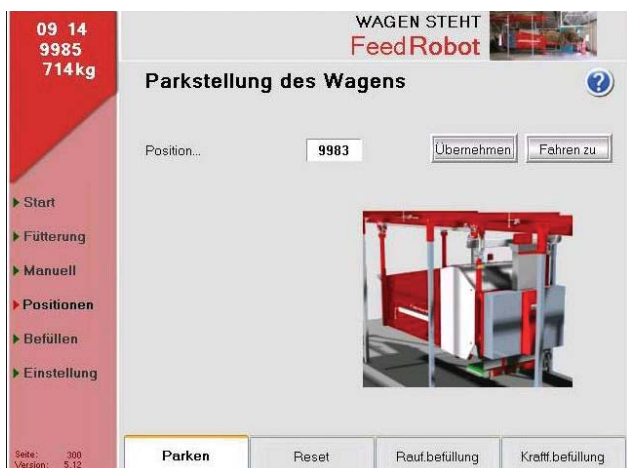 09 14
9985
714kg
WAGEN STEHT
FeedRobot
Parkstellung des Wagens
?
Position...
9983
Übernehmen
Fahren zu
Start
Fütterung
Manuell
Positionen
Befüllen
Einstellung
Seite: 300
Version: 5.12
Parken
Reset
Rauf.befüllung
Kraftf.befüllung